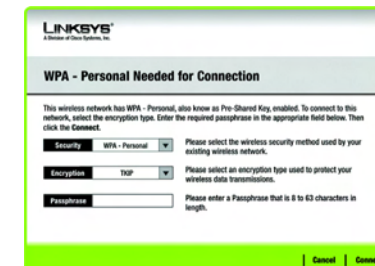 LINKSYS®
A Division of Cisco Systems, Inc.
WPA - Personal Needed for Connection
This wireless network has WPA - Personal, also know as Pre-Shared Key, enabled. To connect to this
network, select the encryption type. Enter the required passphrase in the appropriate field below. Then
click the Connect.
Security WPA - Personal Please select the wireless security method used by your
existing wireless network.
Encryption TKIP Please select an encryption type used to protect your
wireless data transmissions.
Passphrase Please enter a Passphrase that is 8 to 63 characters in
length.
Cancel Conne